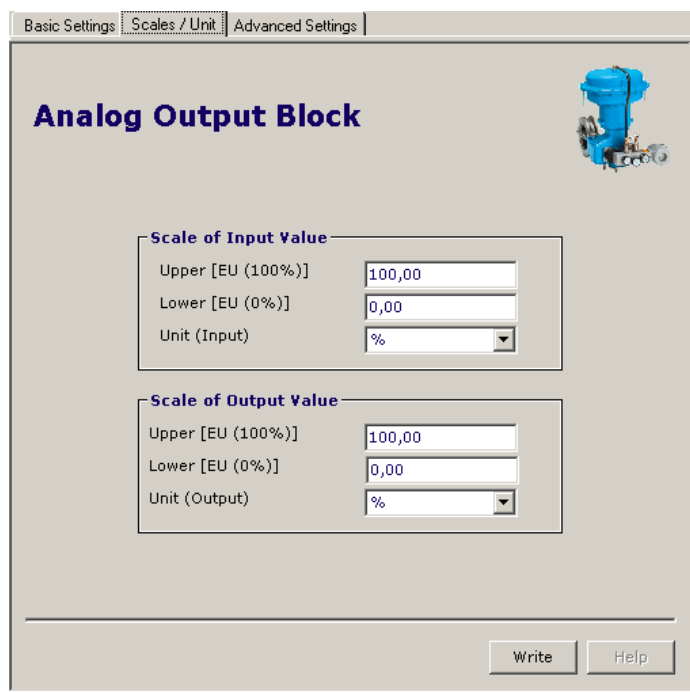 Basic Settings Scales / Unit Advanced Settings
Analog Output Block
Scale of Input Value
Upper [EU (100%)] 100,00
Lower [EU (0%)] 0,00
Unit (Input) %
Scale of Output Value
Upper [EU (100%)] 100,00
Lower [EU (0%)] 0,00
Unit (Output) %
Write Help